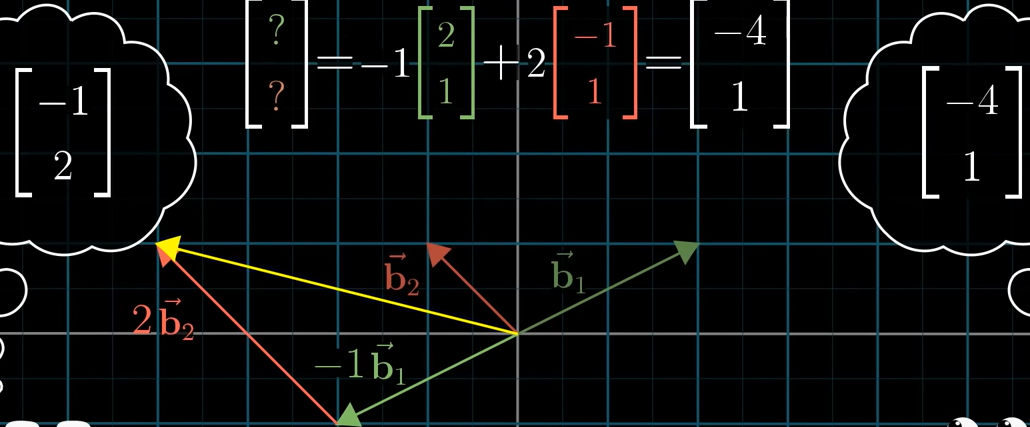 [? ?] = −1 [2 1] + 2 [−1 1] = [−4 1]
[−1 2]
[−4 1]
b⃗₂
b⃗₁
2b⃗₂
−1b⃗₁